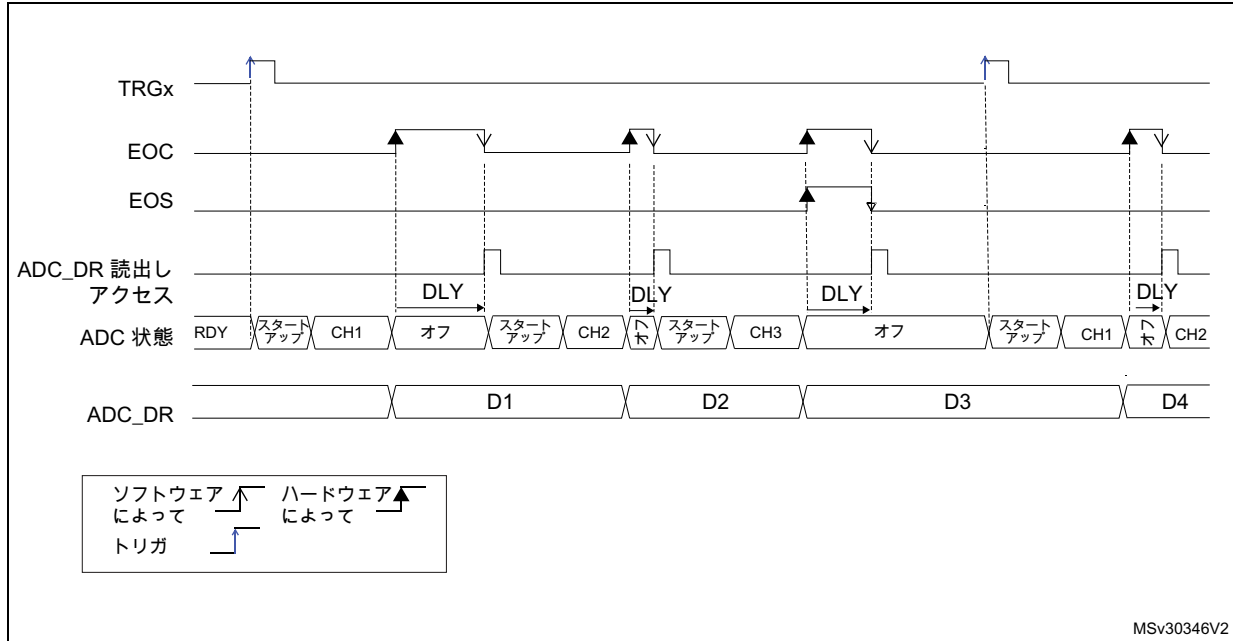 TRGx
EOC
EOS
ADC_DR 読出し
アクセス
DLY
DLY
DLY
DLY
ADC 状態
RDY
スタート
アップ
CH1
オフ
スタート
アップ
CH2
オフ
スタート
アップ
CH3
オフ
スタート
アップ
CH1
オフ
CH2
ADC_DR
D1
D2
D3
D4
ソフトウェア
によって
ハードウェア
によって
トリガ
MSv30346V2